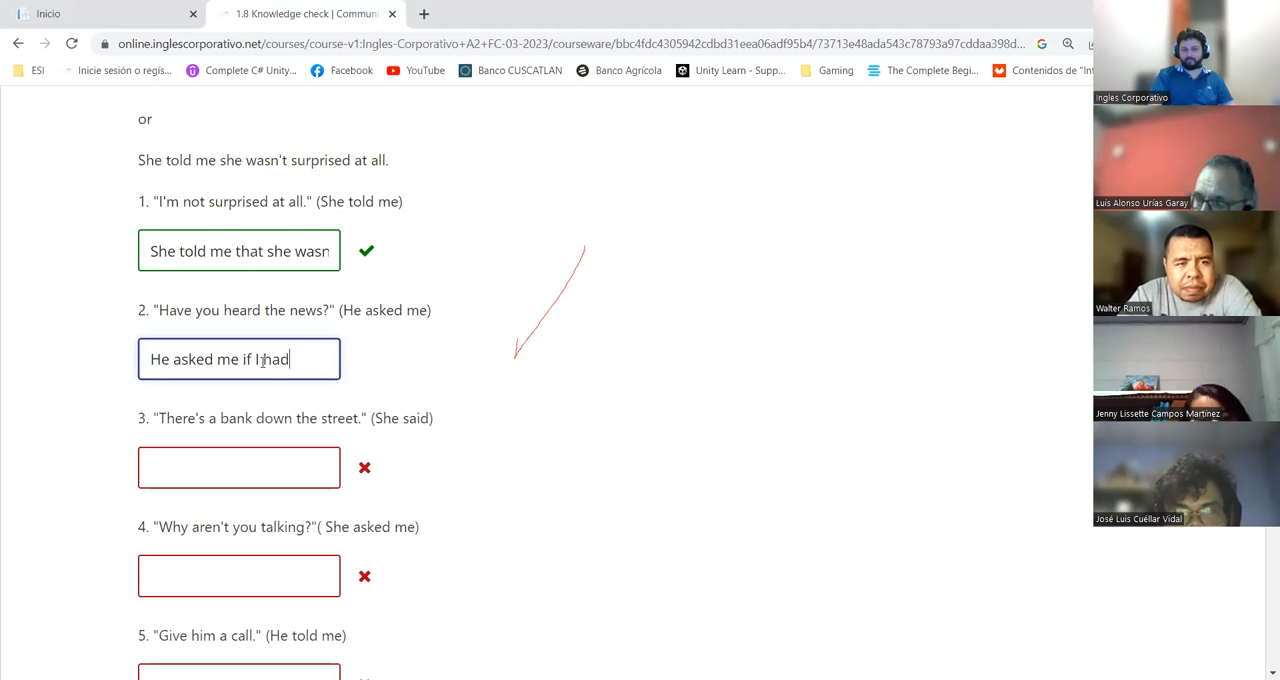 Inicio
1.8 Knowledge check | Commun
online.inglescorporativo.net/courses/course-v1:Ingles-Corporativo+A2+FC-03-2023/courseware/bbc4fdc4305942cdbd31eea06adf95b4/73713e48ada543c78793a97cddaa398d...
ESI
Inicie sesión o regís...
Complete C# Unity...
Facebook
YouTube
Banco CUSCATLAN
Banco Agrícola
Unity Learn - Supp...
Gaming
The Complete Begi...
Contenidos de "Int
or
She told me she wasn't surprised at all.
1. "I'm not surprised at all." (She told me)
She told me that she wasn
2. "Have you heard the news?" (He asked me)
He asked me if I had
3. "There's a bank down the street." (She said)
4. "Why aren't you talking?"( She asked me)
5. "Give him a call." (He told me)
Ingles Corporativo
Luis Alonso Urías Garay
Walter Ramos
Jenny Lissette Campos Martínez
José Luis Cuéllar Vidal